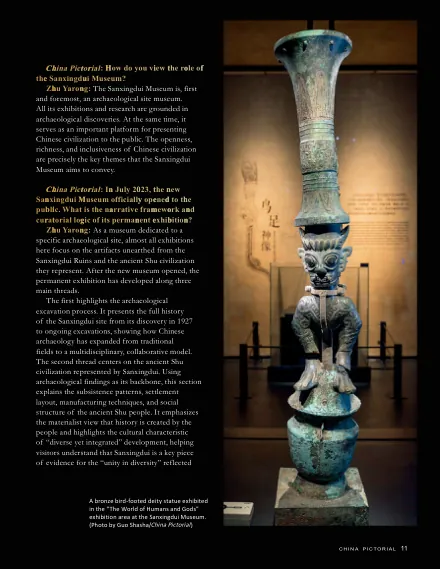 China Pictorial: How do you view the role of
the Sanxingdui Museum?
Zhu Yarong: The Sanxingdui Museum is, first
and foremost, an archaeological site museum.
All its exhibitions and research are grounded in
archaeological discoveries. At the same time, it
serves as an important platform for presenting
Chinese civilization to the public. The openness,
richness, and inclusiveness of Chinese civilization
are precisely the key themes that the Sanxingdui
Museum aims to convey.
China Pictorial: In July 2023, the new
Sanxingdui Museum officially opened to the
public. What is the narrative framework and
curatorial logic of its permanent exhibition?
Zhu Yarong: As a museum dedicated to a
specific archaeological site, almost all exhibitions
here focus on the artifacts unearthed from the
Sanxingdui Ruins and the ancient Shu civilization
they represent. After the new museum opened, the
permanent exhibition has developed along three
main threads.
The first highlights the archaeological
excavation process. It presents the full history
of the Sanxingdui site from its discovery in 1927
to ongoing excavations, showing how Chinese
archaeology has expanded from traditional
fields to a multidisciplinary, collaborative model.
The second thread centers on the ancient Shu
civilization represented by Sanxingdui. Using
archaeological findings as its backbone, this section
explains the subsistence patterns, settlement
layout, manufacturing techniques, and social
structure of the ancient Shu people. It emphasizes
the materialist view that history is created by the
people and highlights the cultural characteristic
of “diverse yet integrated” development, helping
visitors understand that Sanxingdui is a key piece
of evidence for the “unity in diversity” reflected
A bronze bird-footed deity statue exhibited
in the "The World of Humans and Gods"
exhibition area at the Sanxingdui Museum.
(Photo by Guo Shasha/China Pictorial)
CHINA PICTORIAL 11